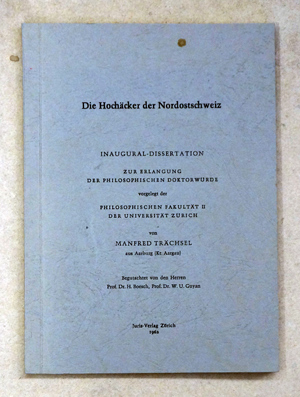 Die Hochäcker der Nordostschweiz
INAUGURAL-DISSERTATION
ZUR ERLANGUNG
DER PHILOSOPHISCHEN DOKTORWÜRDE
vorgelegt der
PHILOSOPHISCHEN FAKULTÄT II
DER UNIVERSITÄT ZÜRICH
von
MANFRED TRÄCHSEL
aus Aarburg (Kt. Aargau)
Begutachtet von den Herren
Prof. Dr. H. Boesch, Prof. Dr. W. U. Guyan
Juris-Verlag Zürich
1962